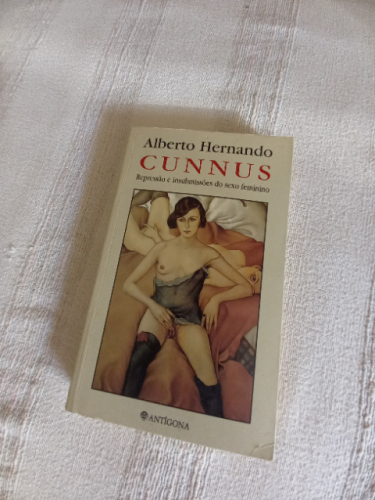 Alberto Hernando
CUNNUS
Repressão e insubmissões do sexo feminino
ANTÍGONA